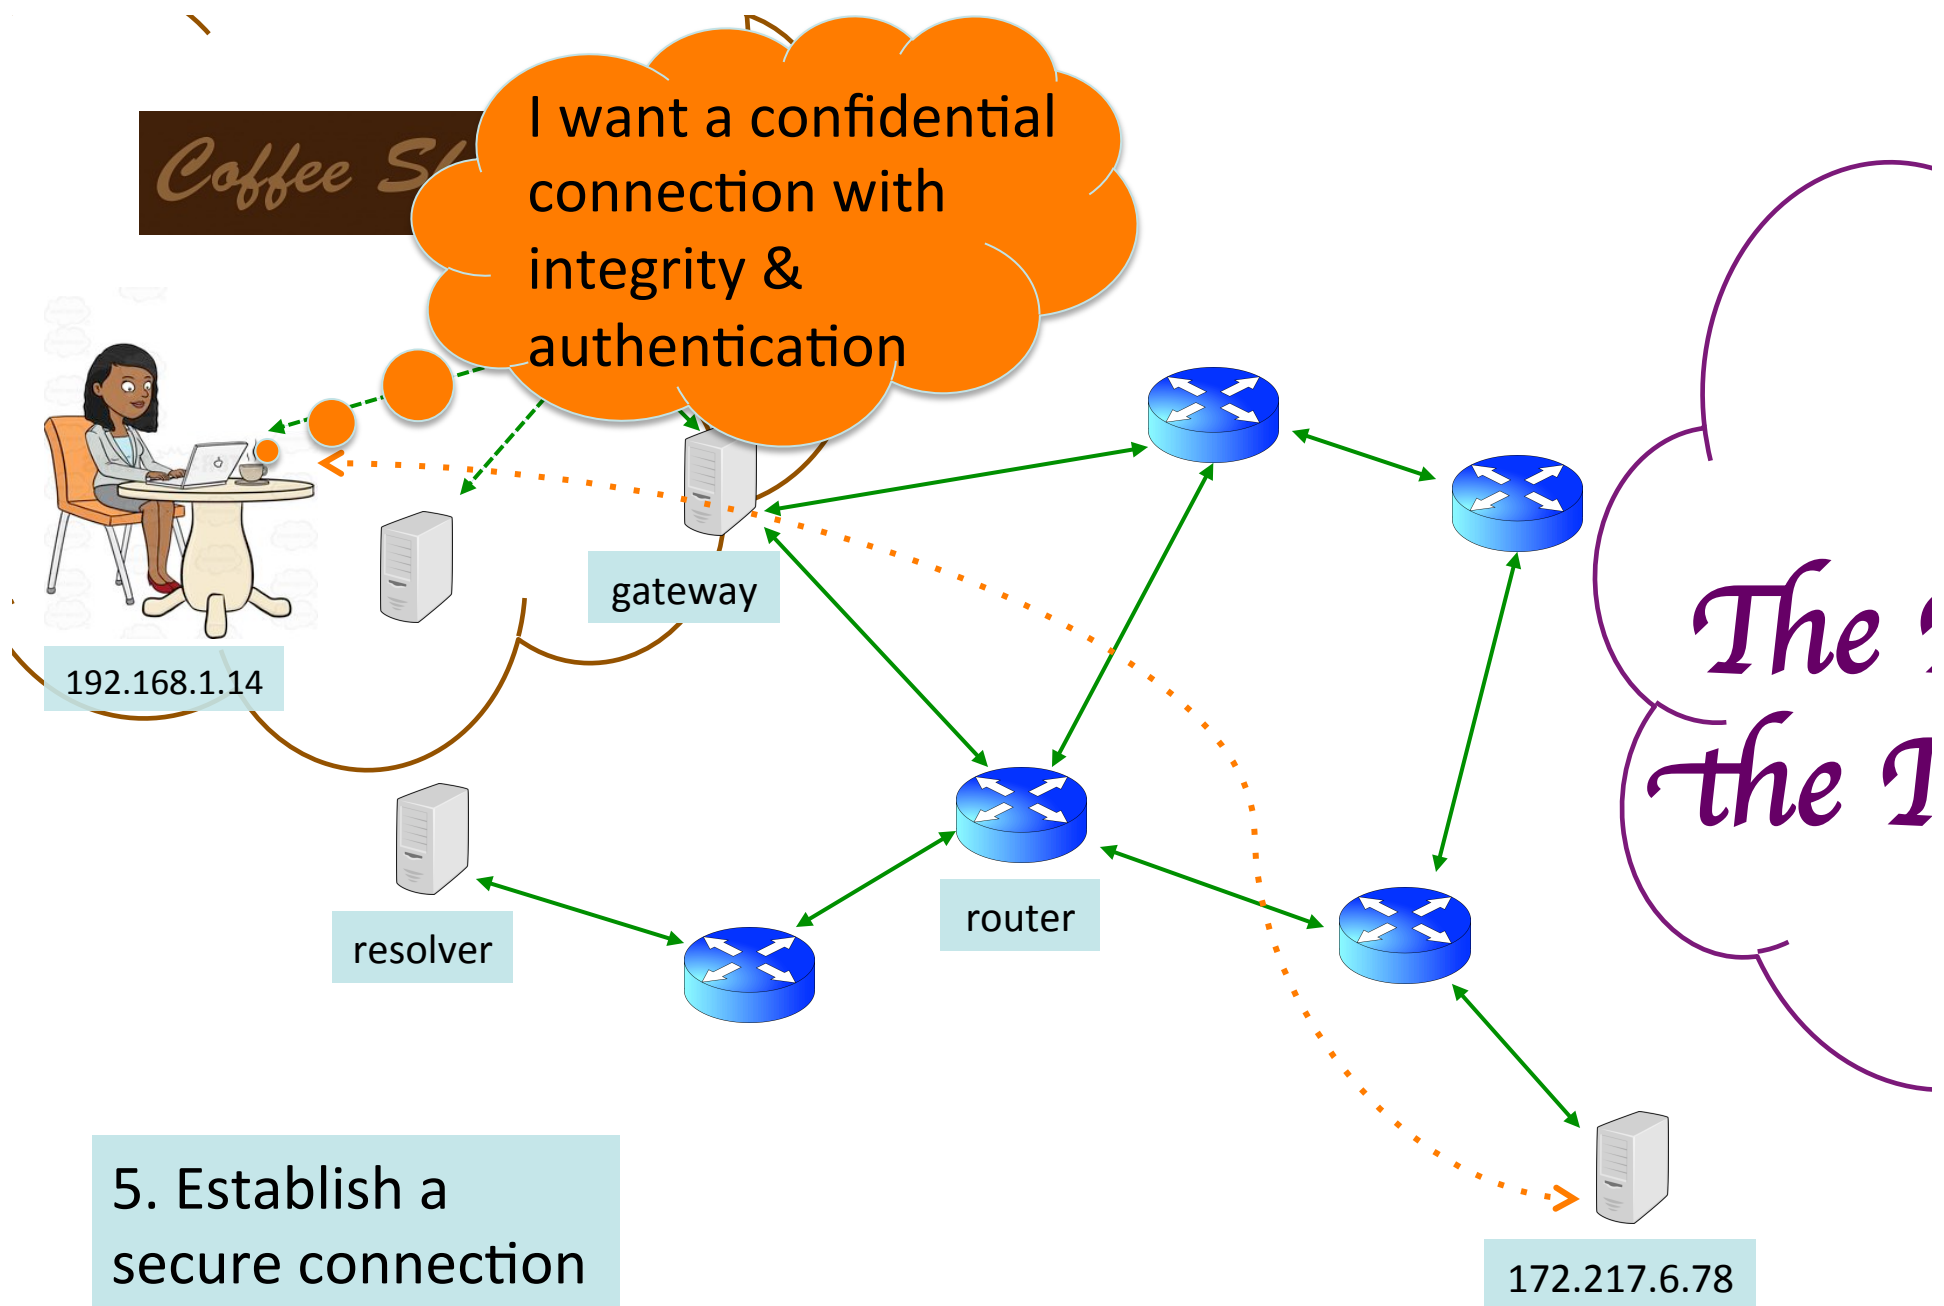 Coffee
I want a confidential
connection with
integrity &
authentication
gateway
192.168.1.14
The
the
router
resolver
5. Establish a
secure connection
172.217.6.78